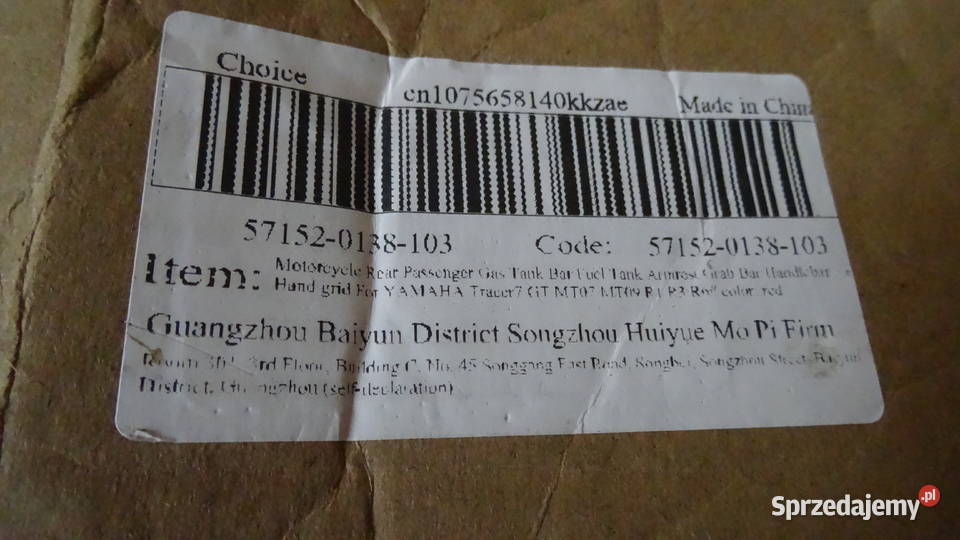 Choice
cn1075658140kkzae
Made in China
57152-0138-103
Code: 57152-0138-103
Item: Motorcycle Rear Passenger Gas Tank Bar Fuel Tank Armrest Grab Bar Handlebar
Hand grid For YAMAHA Tracer7 GT MT07 MT09 R1 R3 color red
Guangzhou Baiyun District Songzhou Huiyue Mo Pi Firm
3rd Floor, Building C, No. 45 Songgang East Road, Songbei, Songzhou Street, Baiyun
District, Guangzhou (self-declaration)
Sprzedajemy.pl